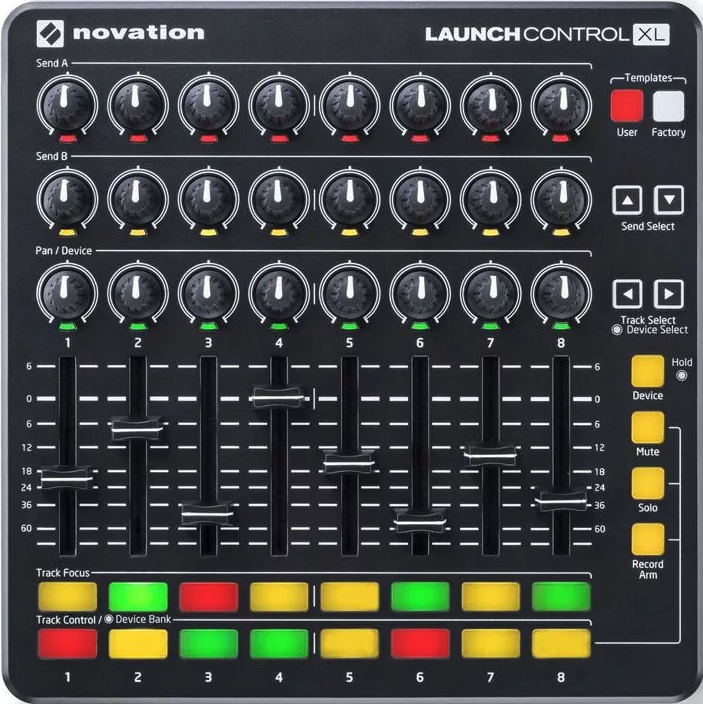 novation
LAUNCHCONTROL XL
Send A
Templates
User Factory
Send B
Send Select
Pan / Device
1 2 3 4 5 6 7 8
Track Select
Device Select
6 6
0 0
6 6
12 12
18 18
24 24
36 36
60 60
Hold
Device
Mute
Solo
Record
Arm
Track Focus
Track Control / Device Bank
1 2 3 4 5 6 7 8